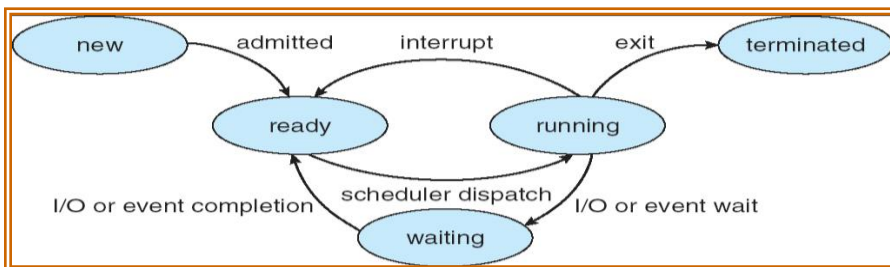 new
admitted
interrupt
exit
terminated
ready
running
scheduler dispatch
I/O or event completion
I/O or event wait
waiting